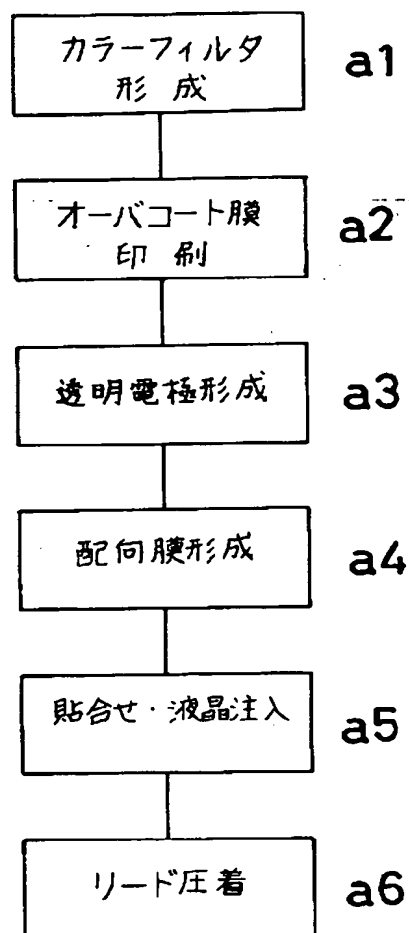 カラーフィルタ a1
形成
オーバコート膜 a2
印刷
透明電極形成 a3
配向膜形成 a4
貼合せ・液晶注入 a5
リード圧着 a6